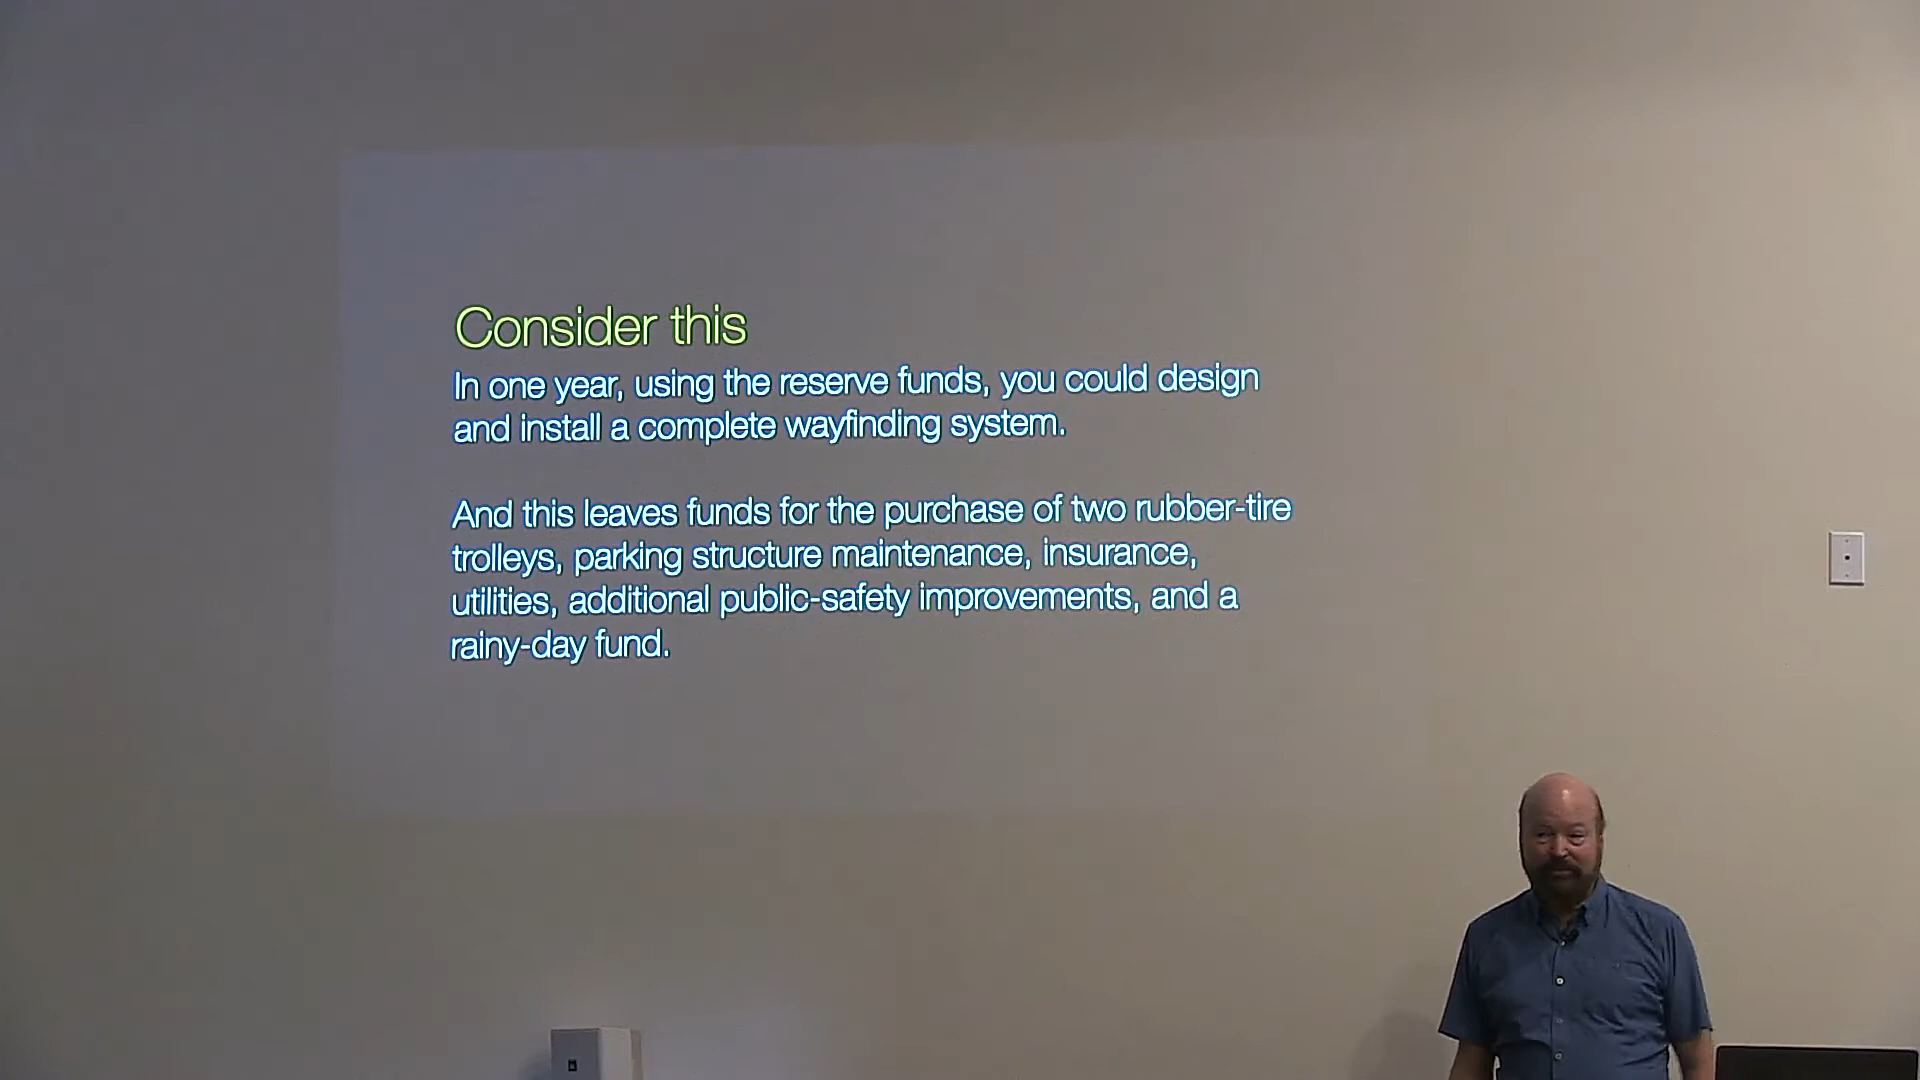 Consider this
In one year, using the reserve funds, you could design
and install a complete wayfinding system.
And this leaves funds for the purchase of two rubber-tire
trolleys, parking structure maintenance, insurance,
utilities, additional public-safety improvements, and a
rainy-day fund.